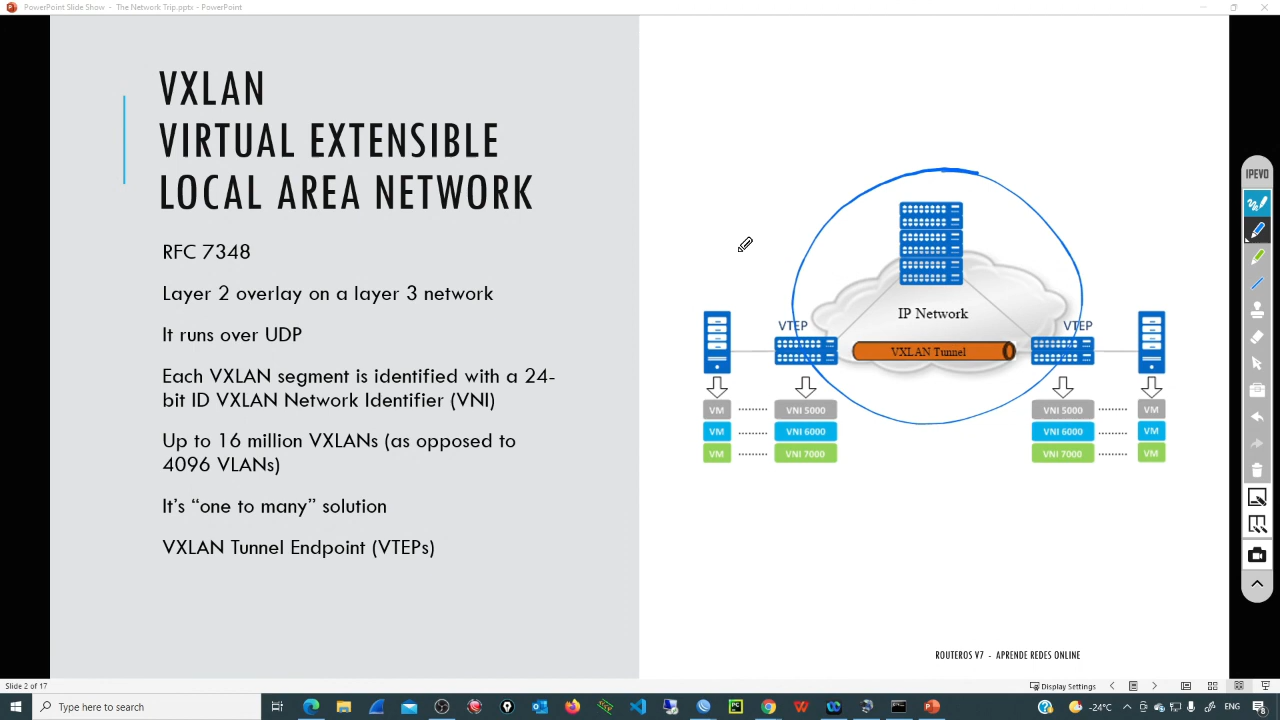 PowerPoint Slide Show - The Network Trip.pptx - PowerPoint
VXLAN
VIRTUAL EXTENSIBLE
LOCAL AREA NETWORK
RFC 7348
Layer 2 overlay on a layer 3 network
It runs over UDP
Each VXLAN segment is identified with a 24-
bit ID VXLAN Network Identifier (VNI)
Up to 16 million VXLANs (as opposed to
4096 VLANs)
It's “one to many” solution
VXLAN Tunnel Endpoint (VTEPs)
IP Network
VTEP
VTEP
VXLAN Tunnel
VM
VNI 5000
VNI 5000
VM
VM
VNI 6000
VNI 6000
VM
VM
VNI 7000
VNI 7000
VM
ROUTEROS V7 - APRENDE REDES ONLINE
IPEVO
Slide 2 of 17
Display Settings
Type here to search
-24°C
ENG